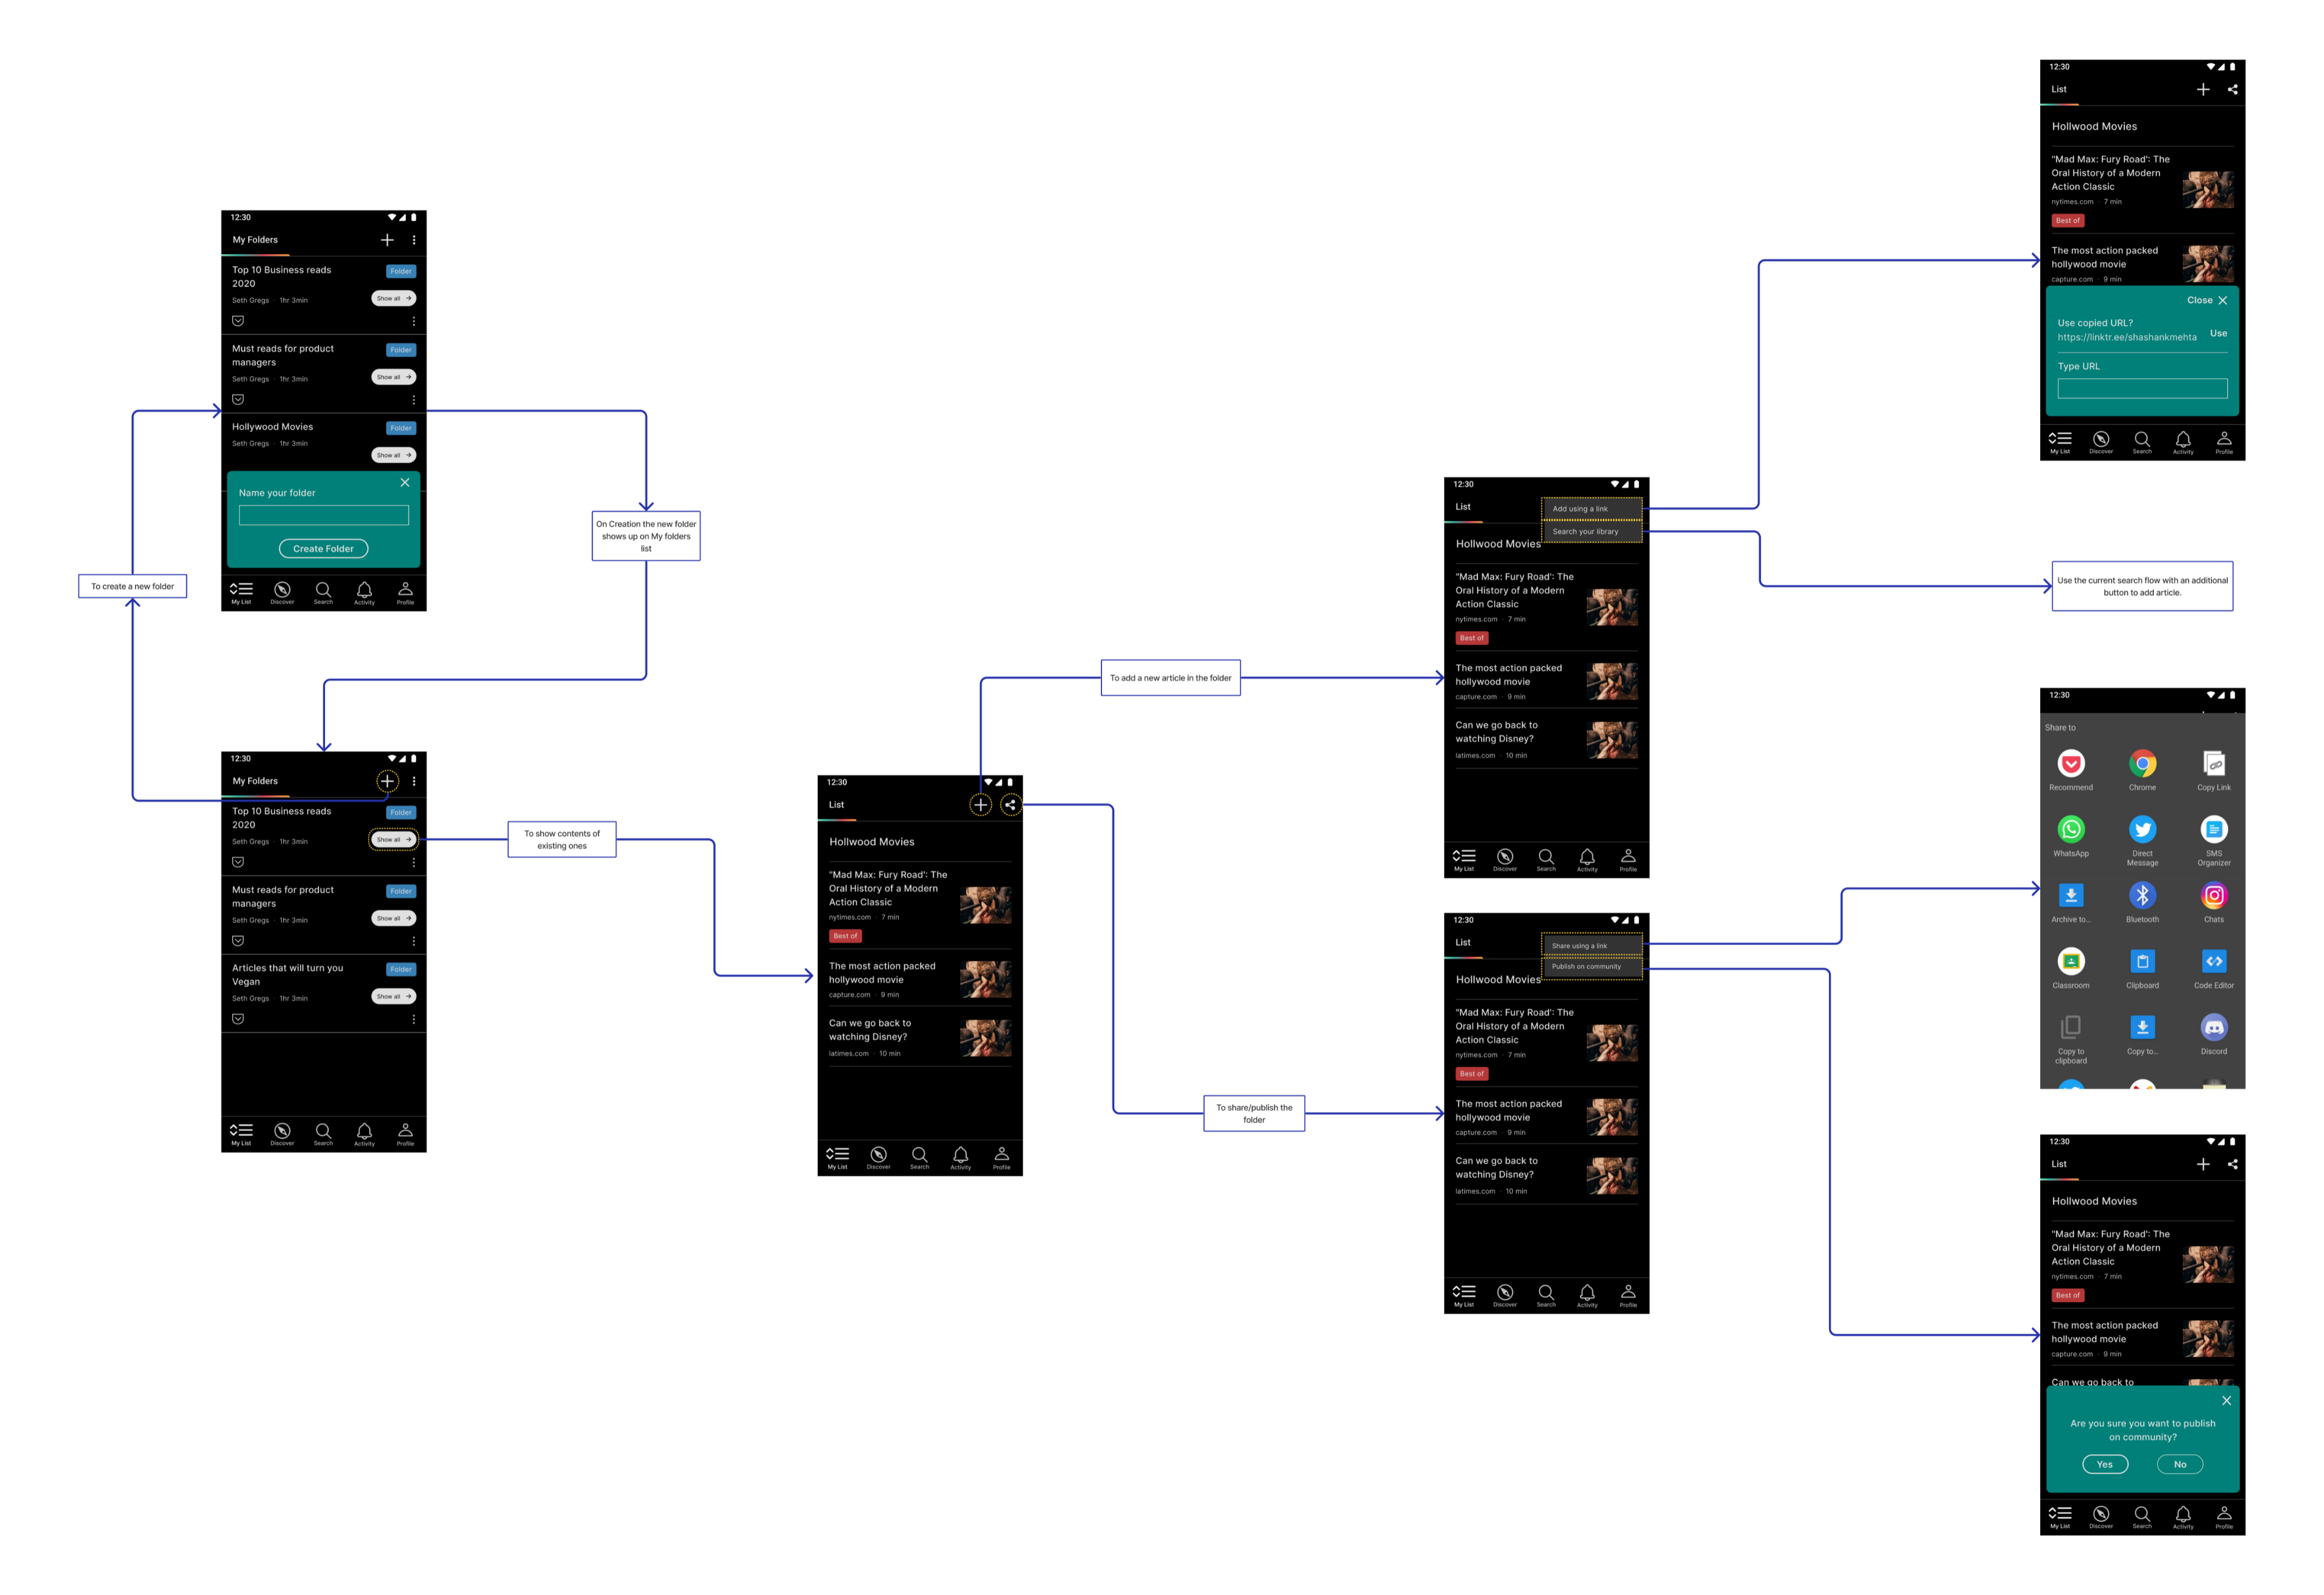 12:30
My Folders
Top 10 Business reads
2020
Folder
Seth Gregs · 1hr 3min
Show all →
Must reads for product
managers
Folder
Seth Gregs · 1hr 3min
Show all →
Hollywood Movies
Folder
Seth Gregs · 1hr 3min
Show all →
Name your folder
Create Folder
My List
Discover
Search
Activity
Profile
To create a new folder
On Creation the new folder
shows up on My folders
list
12:30
My Folders
Top 10 Business reads
2020
Folder
Seth Gregs · 1hr 3min
Show all →
Must reads for product
managers
Folder
Seth Gregs · 1hr 3min
Show all →
Articles that will turn you
Vegan
Folder
Seth Gregs · 1hr 3min
Show all →
My List
Discover
Search
Activity
Profile
To show contents of
existing ones
12:30
List
Hollwood Movies
"Mad Max: Fury Road': The
Oral History of a Modern
Action Classic
nytimes.com · 7 min
Best of
The most action packed
hollywood movie
capture.com · 9 min
Can we go back to
watching Disney?
latimes.com · 10 min
My List
Discover
Search
Activity
Profile
To add a new article in the folder
To share/publish the
folder
12:30
List
Add using a link
Search your library
Hollwood Movies
"Mad Max: Fury Road': The
Oral History of a Modern
Action Classic
nytimes.com · 7 min
Best of
The most action packed
hollywood movie
capture.com · 9 min
Can we go back to
watching Disney?
latimes.com · 10 min
My List
Discover
Search
Activity
Profile
12:30
List
Share using a link
Publish on community
Hollwood Movies
"Mad Max: Fury Road': The
Oral History of a Modern
Action Classic
nytimes.com · 7 min
Best of
The most action packed
hollywood movie
capture.com · 9 min
Can we go back to
watching Disney?
latimes.com · 10 min
My List
Discover
Search
Activity
Profile
12:30
List
Hollwood Movies
"Mad Max: Fury Road': The
Oral History of a Modern
Action Classic
nytimes.com · 7 min
Best of
The most action packed
hollywood movie
capture.com · 9 min
Close
Use copied URL?
https://linktr.ee/shashankmehta
Use
Type URL
My List
Discover
Search
Activity
Profile
Use the current search flow with an additional
button to add article.
12:30
Share to
Recommend
Chrome
Copy Link
WhatsApp
Direct
Message
SMS
Organizer
Archive to...
Bluetooth
Chats
Classroom
Clipboard
Code Editor
Copy to
clipboard
Copy to...
Discord
12:30
List
Hollwood Movies
"Mad Max: Fury Road': The
Oral History of a Modern
Action Classic
nytimes.com · 7 min
Best of
The most action packed
hollywood movie
capture.com · 9 min
Can we go back to
Are you sure you want to publish
on community?
Yes
No
My List
Discover
Search
Activity
Profile